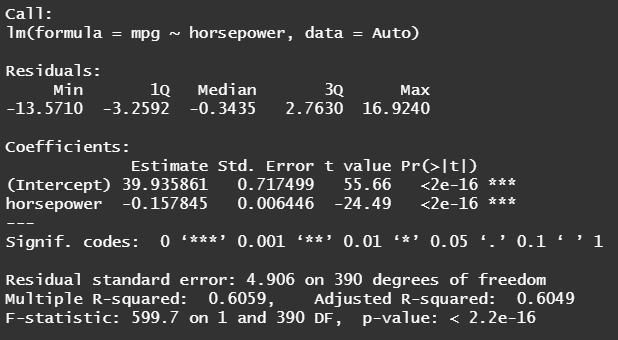 Call:
lm(formula = mpg ~ horsepower, data = Auto)
Residuals:
     Min       1Q   Median       3Q      Max
-13.5710  -3.2592  -0.3435   2.7630  16.9240
Coefficients:
             Estimate Std. Error t value Pr(>|t|)
(Intercept) 39.935861   0.717499   55.66   <2e-16 ***
horsepower  -0.157845   0.006446  -24.49   <2e-16 ***
---
Signif. codes:  0 ‘***’ 0.001 ‘**’ 0.01 ‘*’ 0.05 ‘.’ 0.1 ‘ ’ 1
Residual standard error: 4.906 on 390 degrees of freedom
Multiple R-squared:  0.6059,    Adjusted R-squared:  0.6049
F-statistic: 599.7 on 1 and 390 DF,  p-value: < 2.2e-16